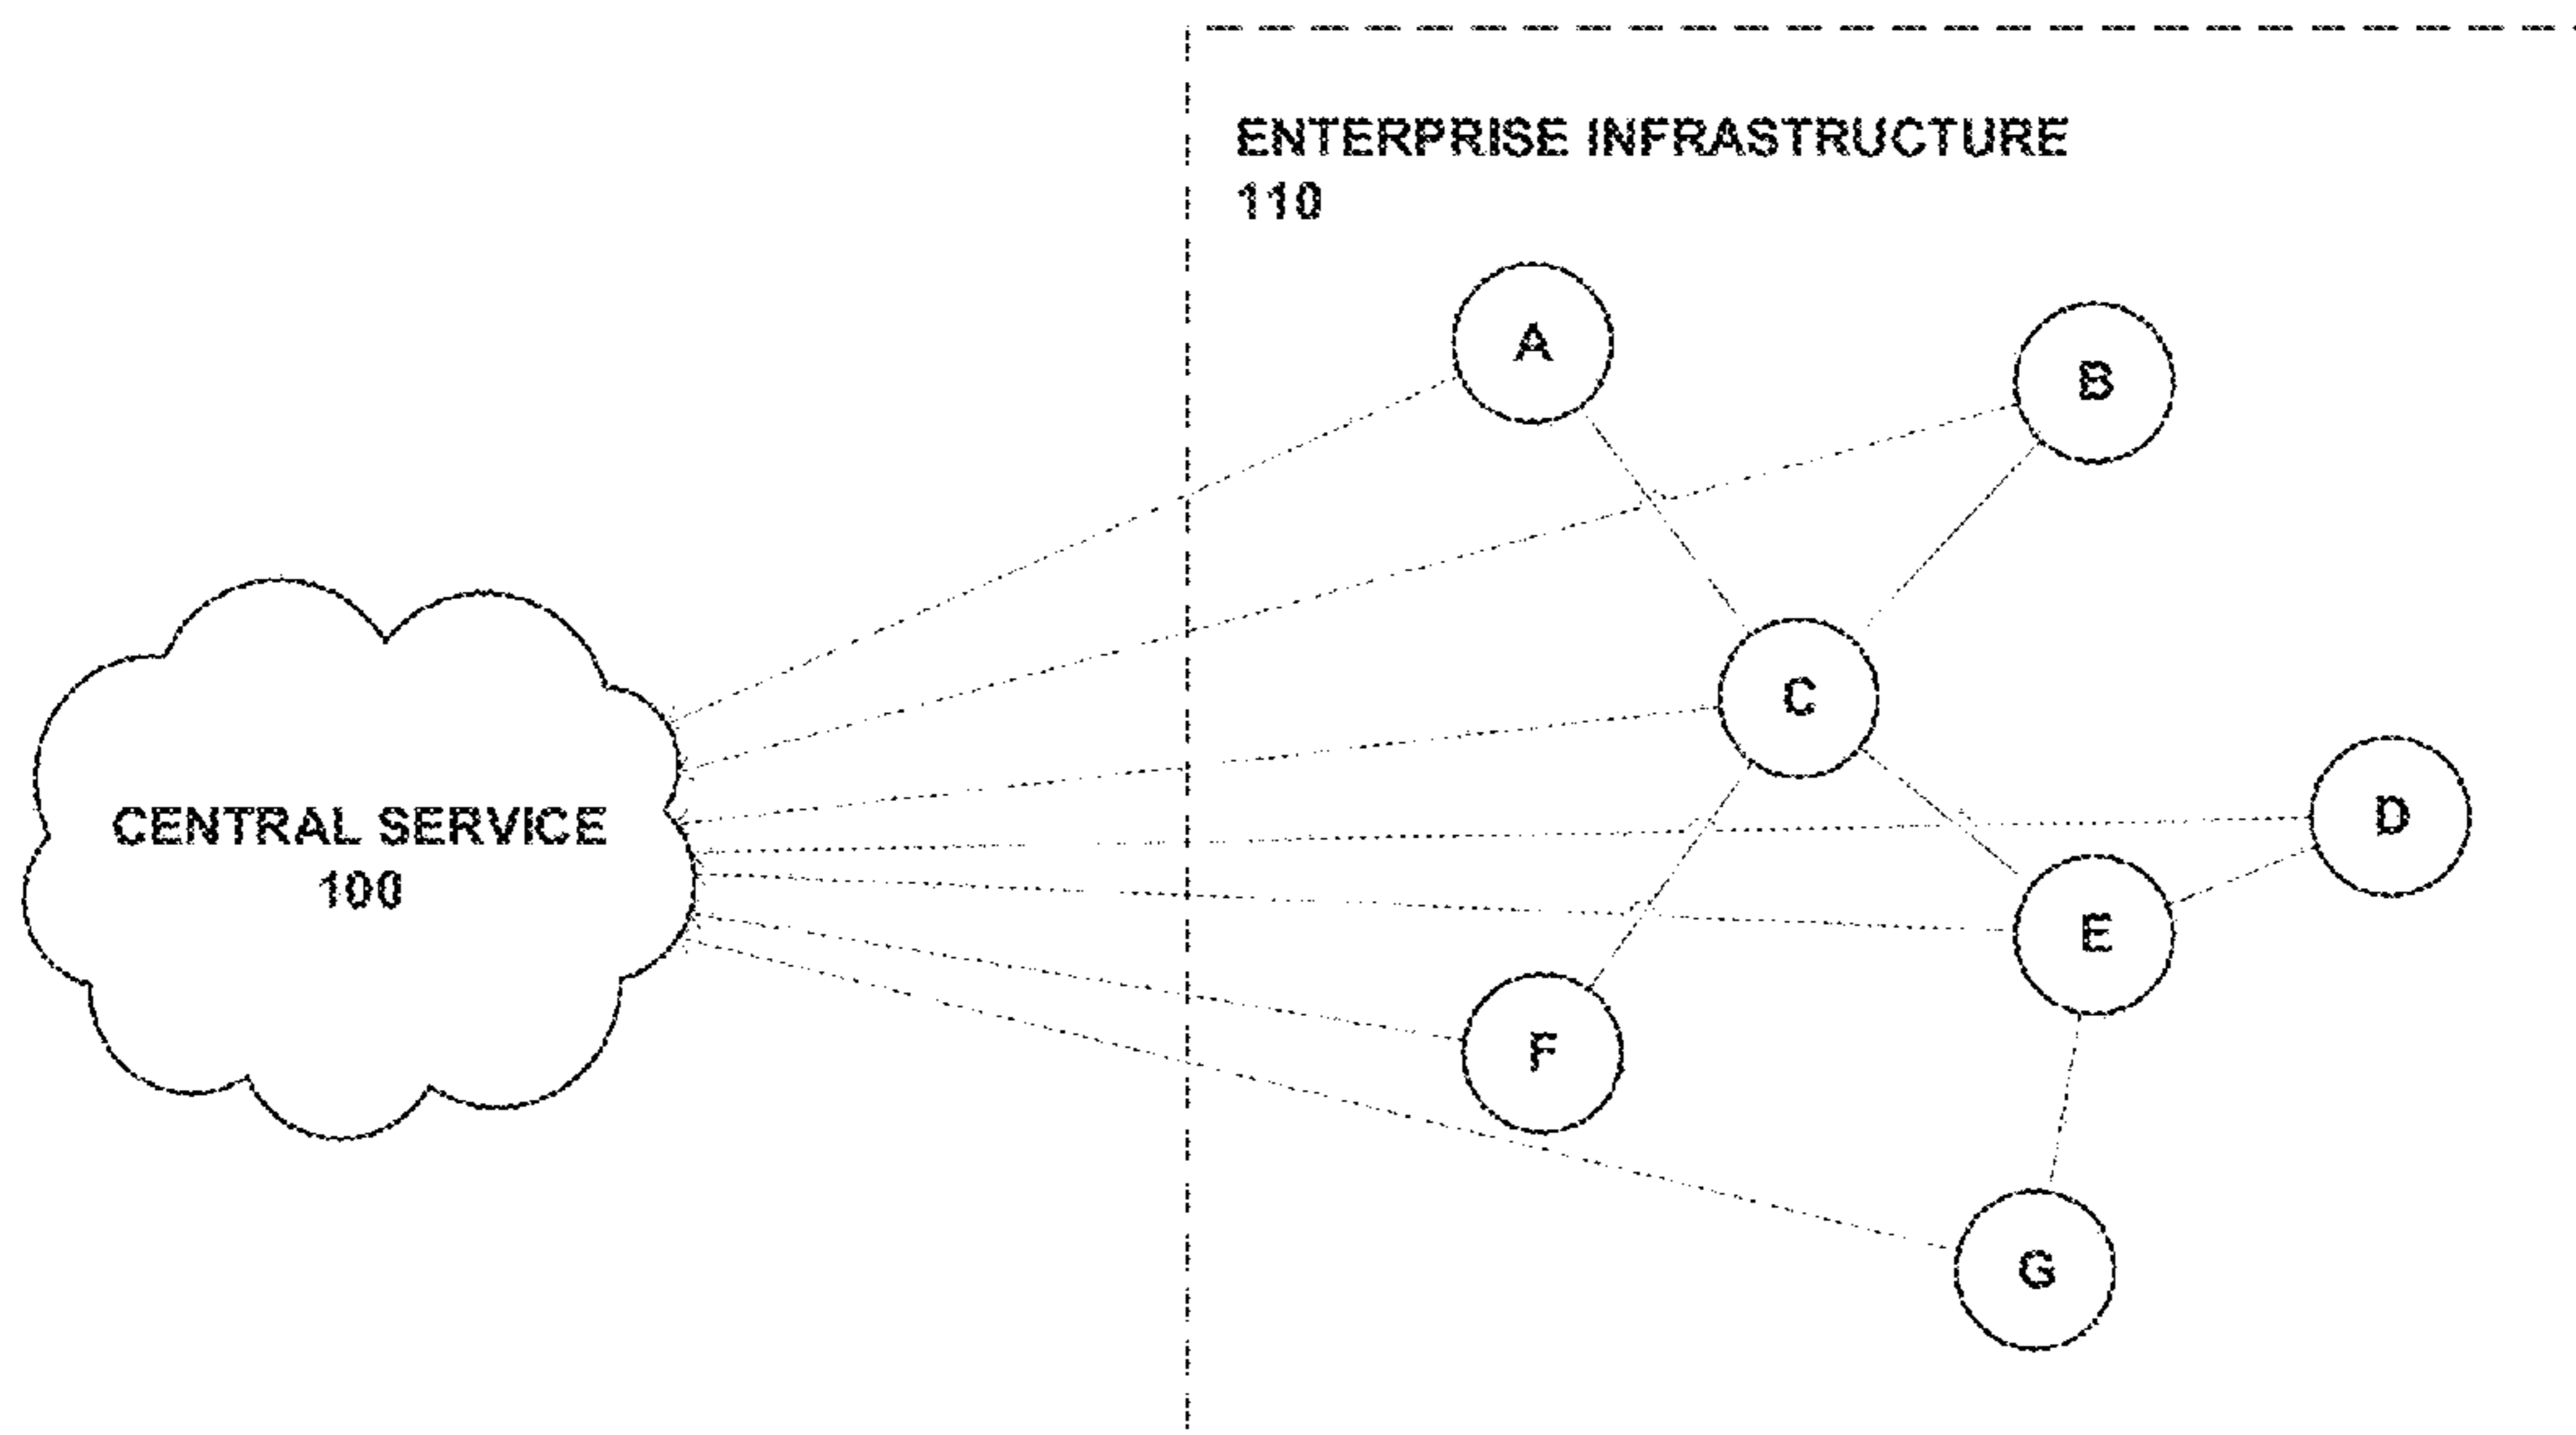 ENTERPRISE INFRASTRUCTURE
110
A
B
C
CENTRAL SERVICE
100
D
E
F
G